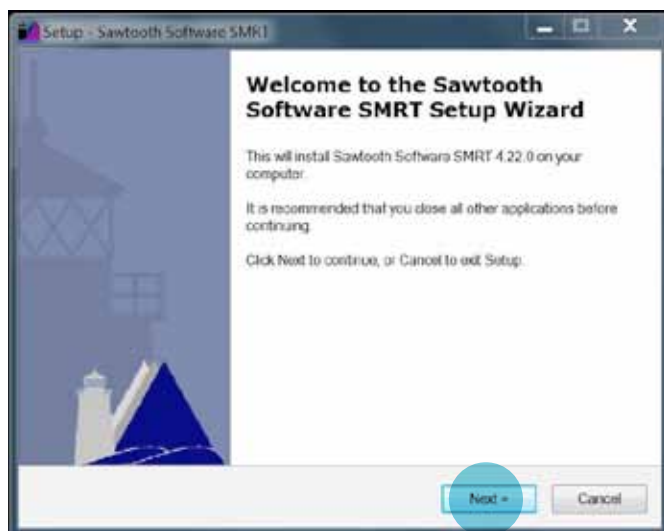 Setup - Sawtooth Software SMRT
Welcome to the Sawtooth
Software SMRT Setup Wizard
This will install Sawtooth Software SMRT 4.22.0 on your
computer.
It is recommended that you close all other applications before
continuing.
Click Next to continue, or Cancel to exit Setup.
Next >
Cancel